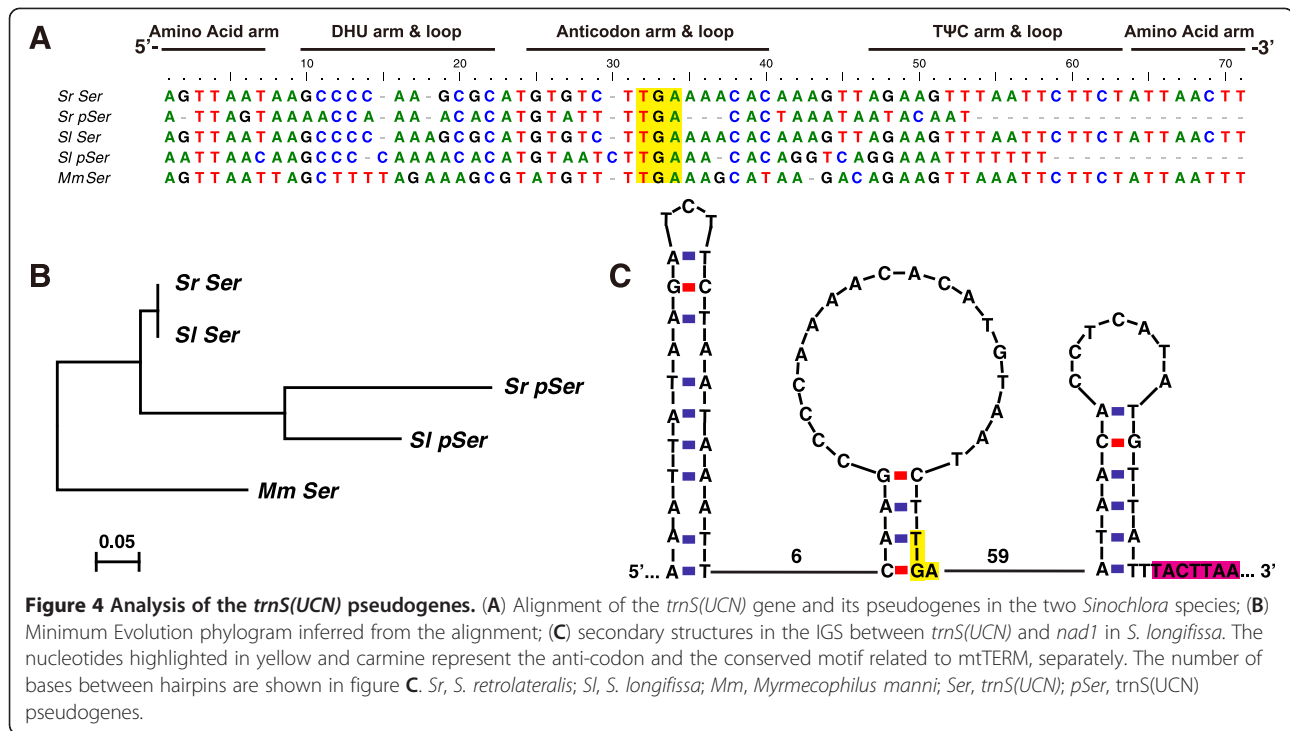 A
Amino Acid arm DHU arm & loop Anticodon arm & loop TΨC arm & loop Amino Acid arm
5'- -3'
10 20 30 40 50 60 70
Sr Ser AGTTAATAAGCCCC-AA-GCGCATGTGTC-TTGAAAACACAAAGTTAGAAGTTTAATTCTTCTATTAACTT
Sr pSer A-TTAGTAAAACCA-AA-ACACATGTATT-TTGA---CACTAAATAATACAAT------------------
Sl Ser AGTTAATAAGCCCC-AAAGCGCATGTGTC-TTGAAAACACAAAGTTAGAAGTTTAATTCTTCTATTAACTT
Sl pSer AATTAACAAGCCC-CAAAACACATGTAATCTTGAAA-CACAGGTCAGGAAATTTTTTT-------------
Mm Ser AGTTAATTAGCTTTTAGAAAGCGTATGTT-TTGAAAGCATAA-GACAGAAGTTAAATTCTTCTATTAATTT
B
Sr Ser
Sl Ser
Sr pSer
Sl pSer
Mm Ser
0.05
C
T C T
A T
G C
A T
A A
T A
A T
T A
T A
A A
A T
5'... A T
6
C A C A
A A
A T
A G
A T
C A
C A
C T
C G C
A T
A T
C GA
59
T C
C A
C T
A A
C T
A G
A T
T T
A A
TTTACTTAA... 3'
Figure 4 Analysis of the trnS(UCN) pseudogenes. (A) Alignment of the trnS(UCN) gene and its pseudogenes in the two Sinochlora species; (B)
Minimum Evolution phylogram inferred from the alignment; (C) secondary structures in the IGS between trnS(UCN) and nad1 in S. longifissa. The
nucleotides highlighted in yellow and carmine represent the anti-codon and the conserved motif related to mtTERM, separately. The number of
bases between hairpins are shown in figure C. Sr, S. retrolateralis; Sl, S. longifissa; Mm, Myrmecophilus manni; Ser, trnS(UCN); pSer, trnS(UCN)
pseudogenes.